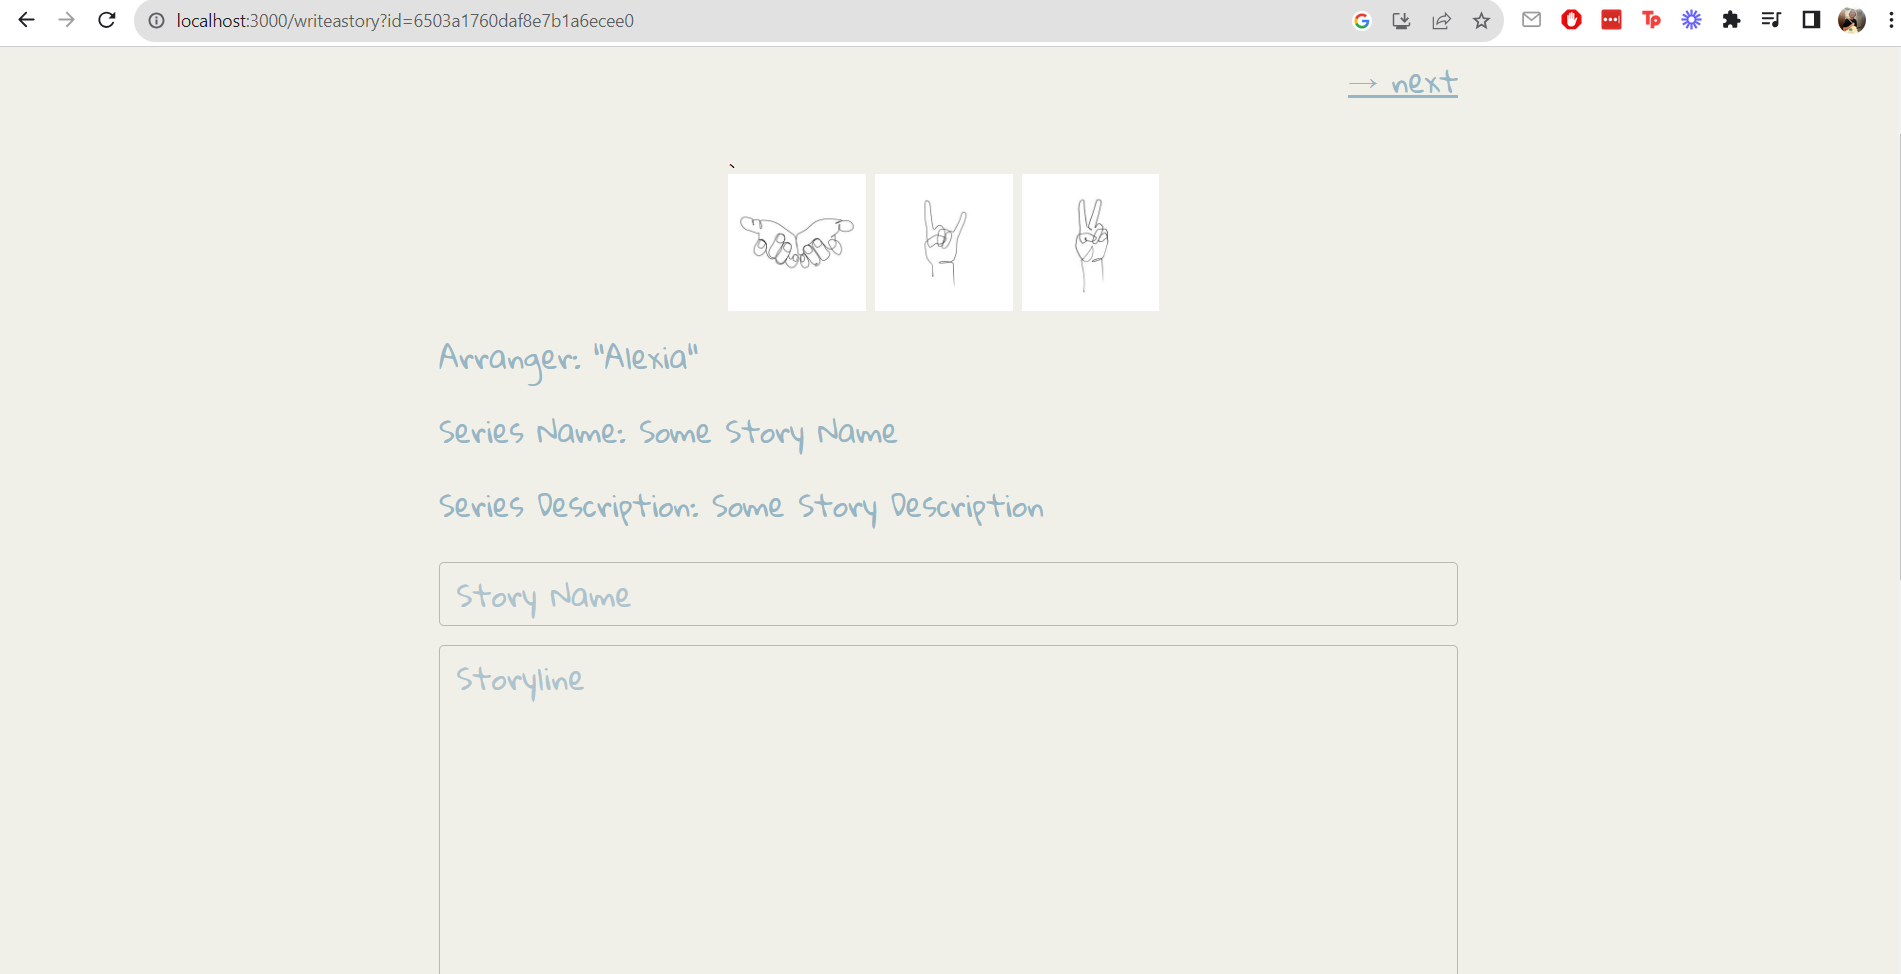 localhost:3000/writeastory?id=6503a1760daf8e7b1a6ecee0
→ next
`
Arranger: "Alexia"
Series Name: Some Story Name
Series Description: Some Story Description
Story Name
Storyline